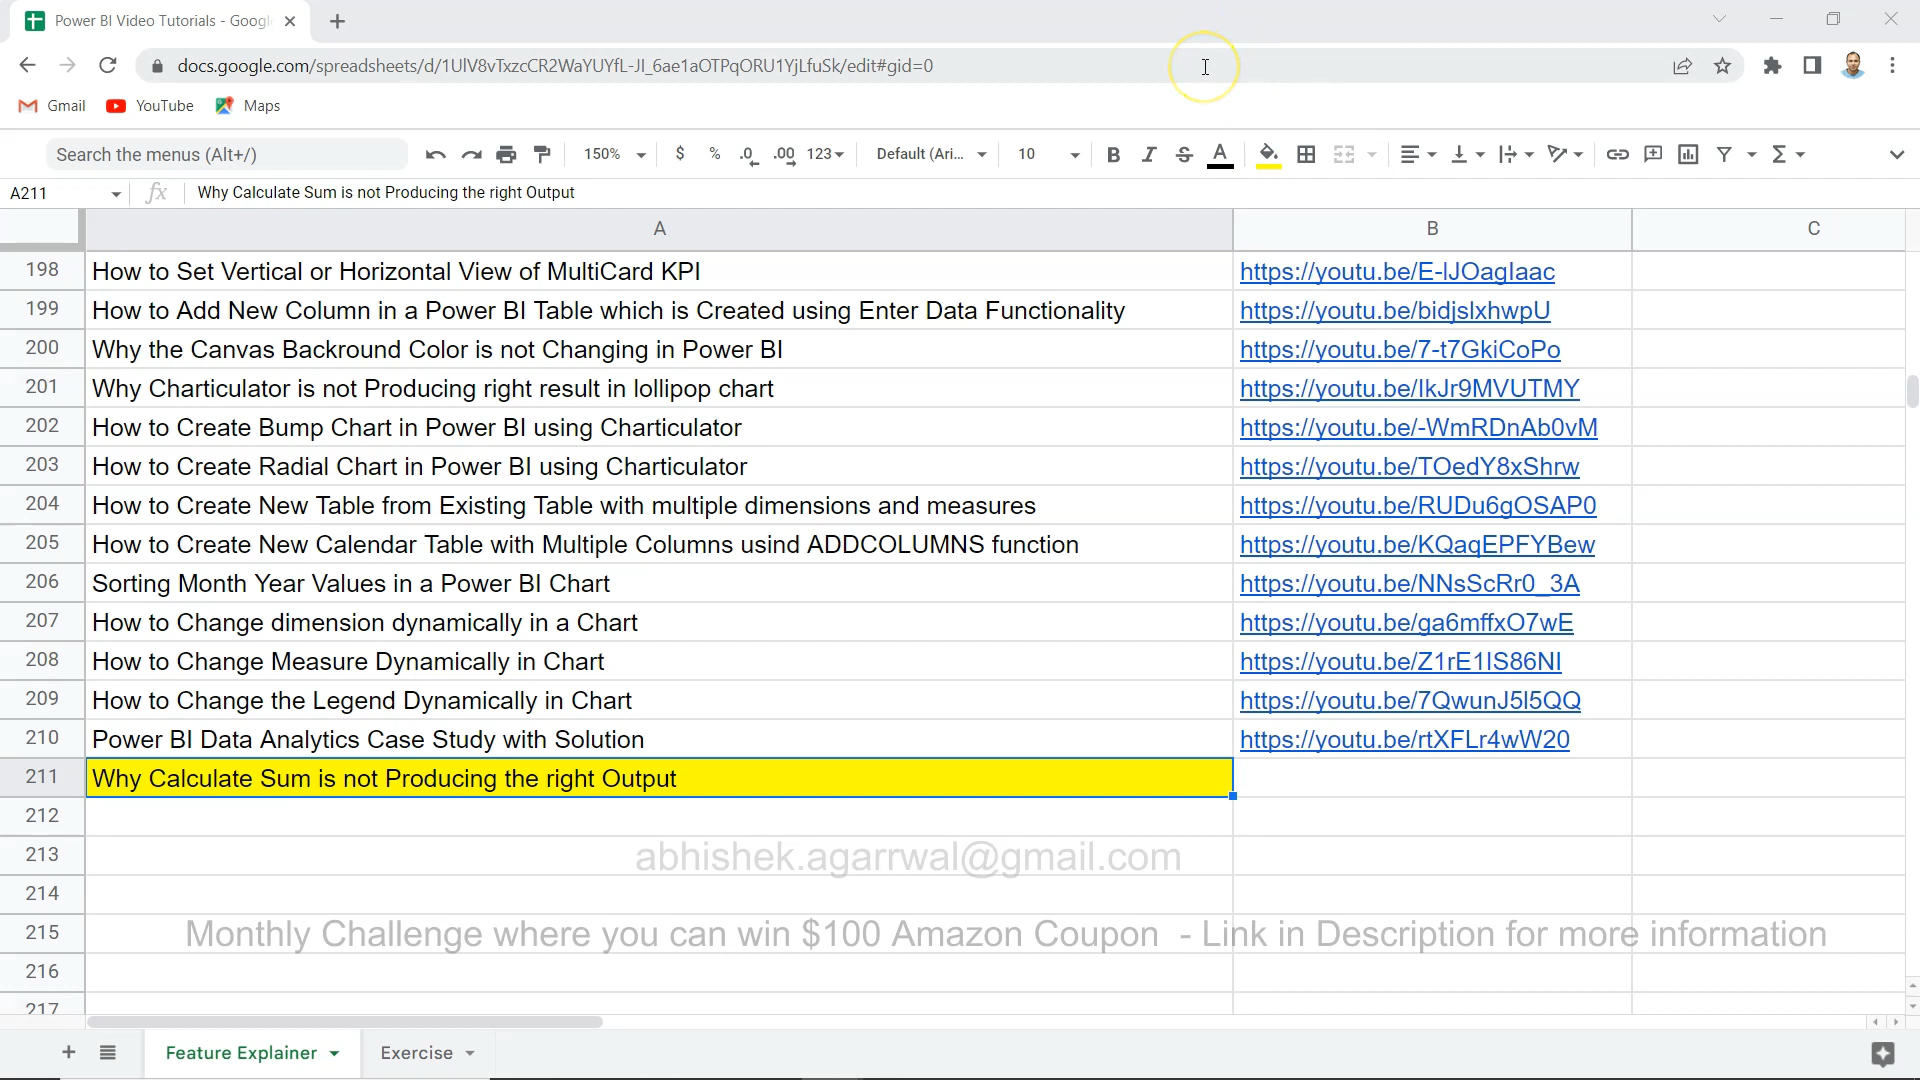 Power BI Video Tutorials - Googl
docs.google.com/spreadsheets/d/1UlV8vTxzcCR2WaYUYfL-JI_6ae1aOTPqORU1YjLfuSk/edit#gid=0
Gmail YouTube Maps
Search the menus (Alt+/) 150% $ % .0 .00 123 Default (Ari... 10 B I S A
A211 fx Why Calculate Sum is not Producing the right Output
A B C
198 How to Set Vertical or Horizontal View of MultiCard KPI https://youtu.be/E-lJOaglaac
199 How to Add New Column in a Power BI Table which is Created using Enter Data Functionality https://youtu.be/bidjslxhwpU
200 Why the Canvas Backround Color is not Changing in Power BI https://youtu.be/7-t7GkiCoPo
201 Why Charticulator is not Producing right result in lollipop chart https://youtu.be/IkJr9MVUTMY
202 How to Create Bump Chart in Power BI using Charticulator https://youtu.be/-WmRDnAb0vM
203 How to Create Radial Chart in Power BI using Charticulator https://youtu.be/TOedY8xShrw
204 How to Create New Table from Existing Table with multiple dimensions and measures https://youtu.be/RUDu6gOSAP0
205 How to Create New Calendar Table with Multiple Columns usind ADDCOLUMNS function https://youtu.be/KQaqEPFYBew
206 Sorting Month Year Values in a Power BI Chart https://youtu.be/NNsScRr0_3A
207 How to Change dimension dynamically in a Chart https://youtu.be/ga6mffxO7wE
208 How to Change Measure Dynamically in Chart https://youtu.be/Z1rE1IS86NI
209 How to Change the Legend Dynamically in Chart https://youtu.be/7QwunJ5l5QQ
210 Power BI Data Analytics Case Study with Solution https://youtu.be/rtXFLr4wW20
211 Why Calculate Sum is not Producing the right Output
212
213 abhishek.agarrwal@gmail.com
214
215 Monthly Challenge where you can win $100 Amazon Coupon - Link in Description for more information
216
217
Feature Explainer Exercise